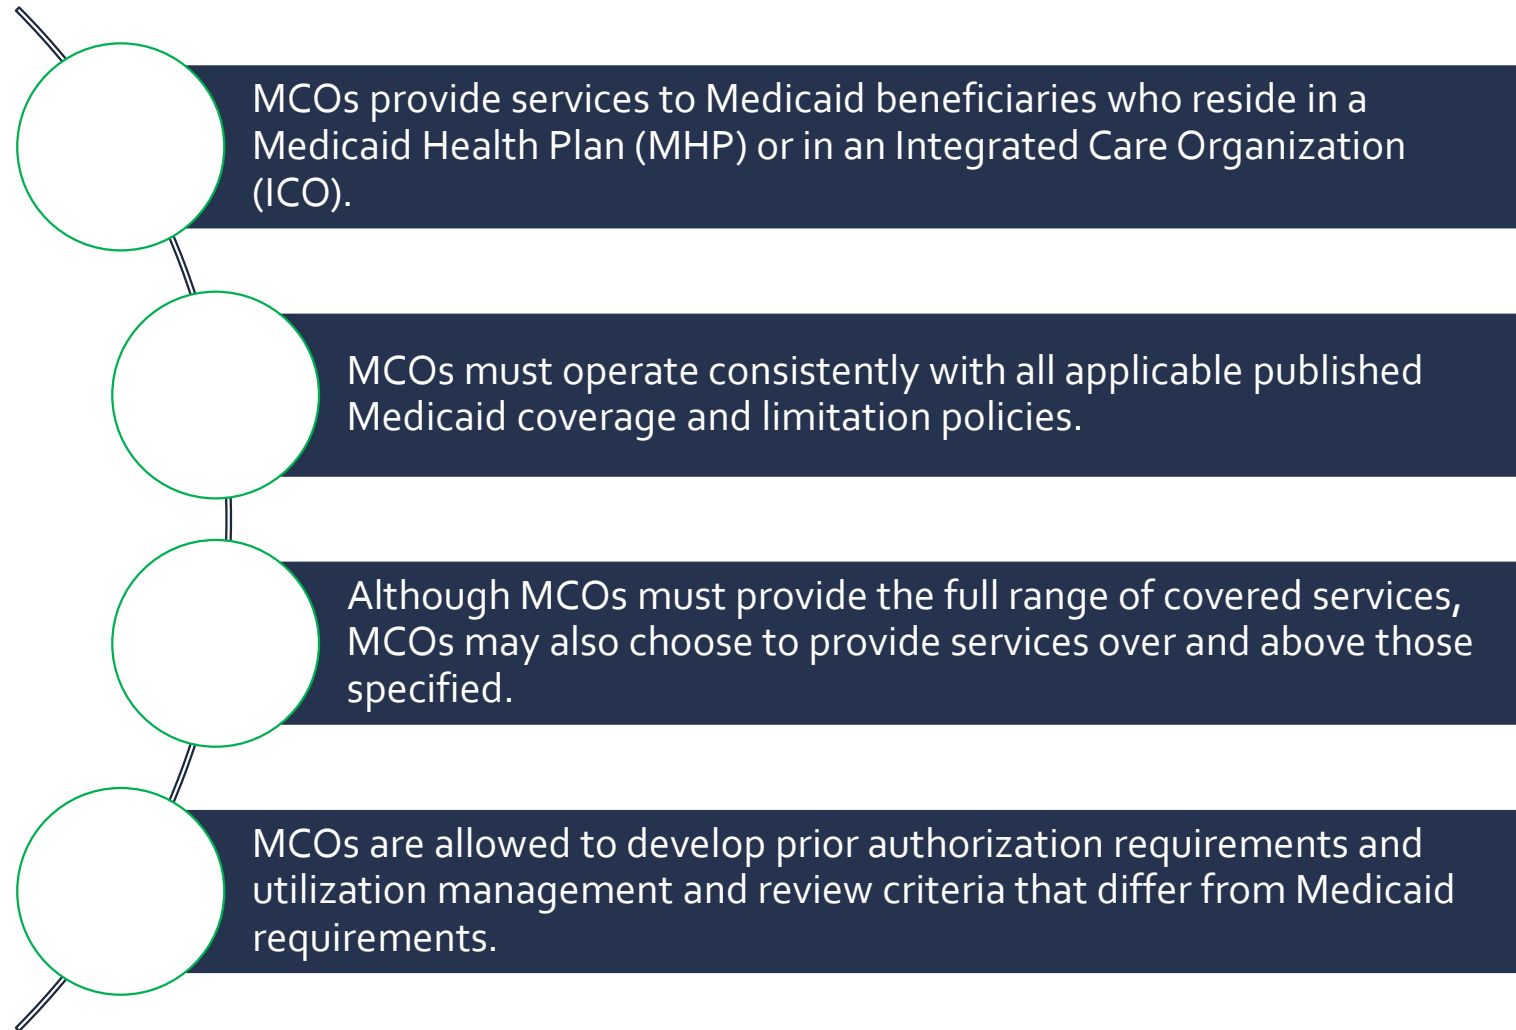 MCOs provide services to Medicaid beneficiaries who reside in a
Medicaid Health Plan (MHP) or in an Integrated Care Organization
(ICO).
MCOs must operate consistently with all applicable published
Medicaid coverage and limitation policies.
Although MCOs must provide the full range of covered services,
MCOs may also choose to provide services over and above those
specified.
MCOs are allowed to develop prior authorization requirements and
utilization management and review criteria that differ from Medicaid
requirements.